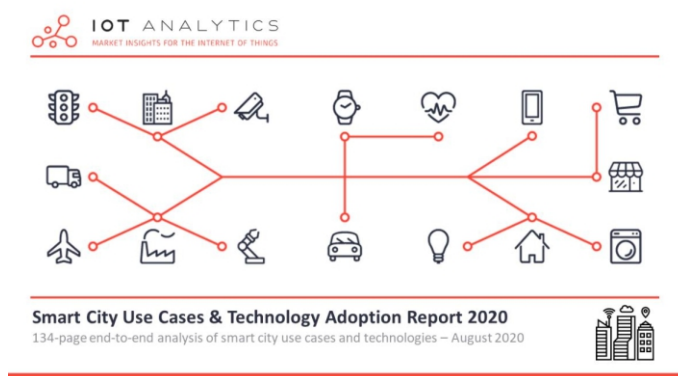 IOT ANALYTICS
MARKET INSIGHTS FOR THE INTERNET OF THINGS
Smart City Use Cases & Technology Adoption Report 2020
134-page end-to-end analysis of smart city use cases and technologies – August 2020